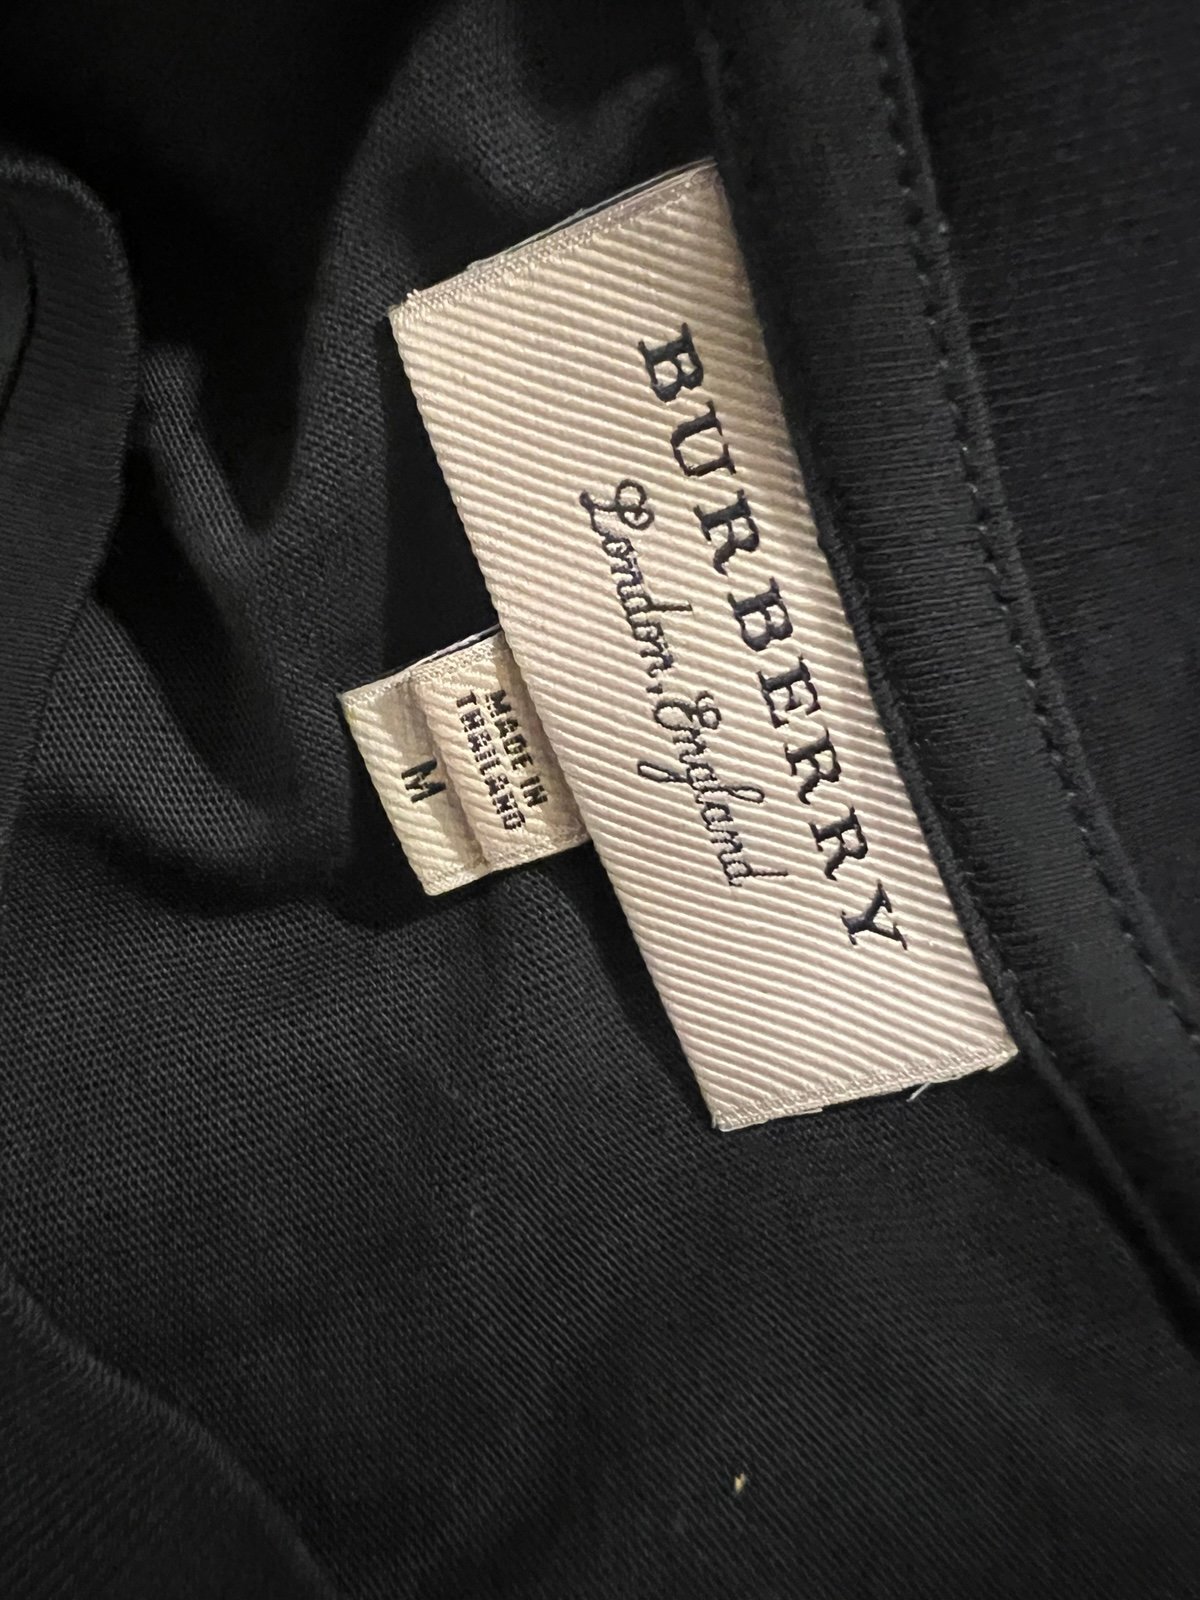 BURBERRY
London, England
MADE IN
THAILAND
M